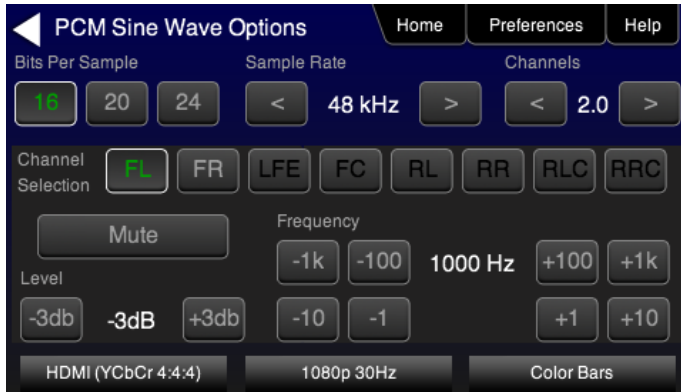 PCM Sine Wave Options Home Preferences Help
Bits Per Sample Sample Rate Channels
16 20 24 < 48 kHz > < 2.0 >
Channel
Selection
FL FR LFE FC RL RR RLC RRC
Mute
Frequency
-1k -100 1000 Hz +100 +1k
Level
-3db -3dB +3db -10 -1 +1 +10
HDMI (YCbCr 4:4:4) 1080p 30Hz Color Bars